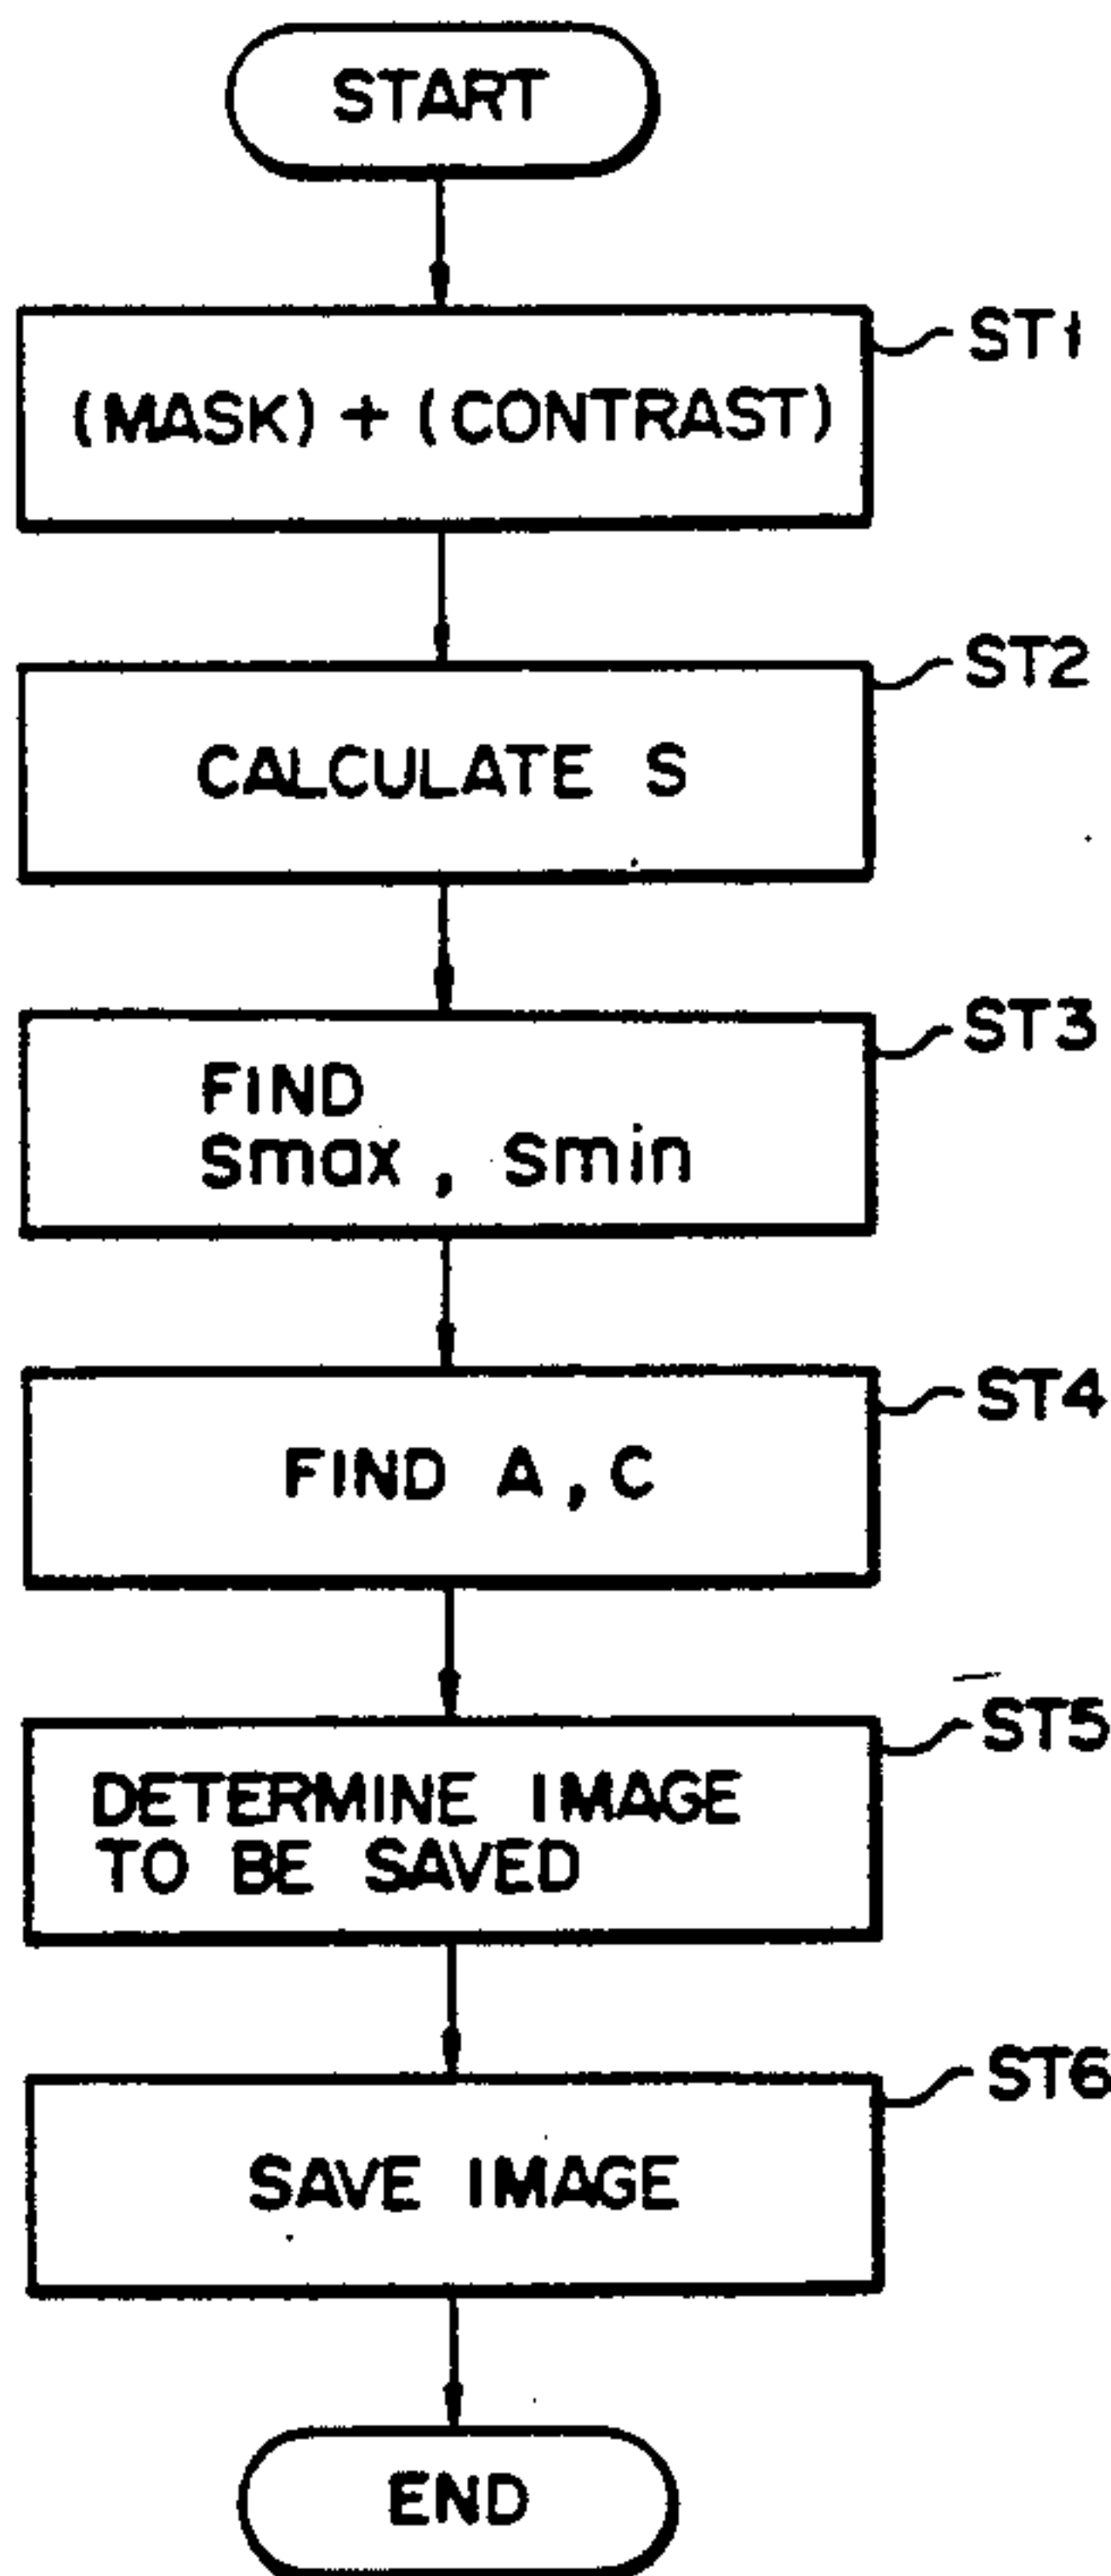 START
(MASK) + (CONTRAST)
ST1
CALCULATE S
ST2
FIND
Smax, Smin
ST3
FIND A, C
ST4
DETERMINE IMAGE
TO BE SAVED
ST5
SAVE IMAGE
ST6
END